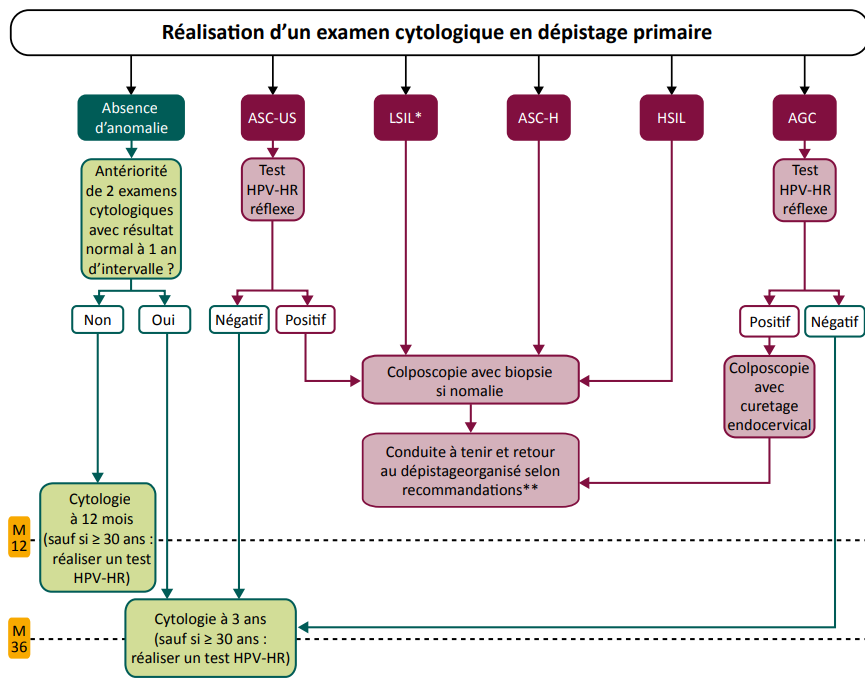 Réalisation d’un examen cytologique en dépistage primaire
Absence
d’anomalie
ASC-US
LSIL*
ASC-H
HSIL
AGC
Antériorité
de 2 examens
cytologiques
avec résultat
normal à 1 an
d’intervalle ?
Test
HPV-HR
réflexe
Test
HPV-HR
réflexe
Non
Oui
Négatif
Positif
Positif
Négatif
Colposcopie avec biopsie
si nomalie
Colposcopie
avec
curetage
endocervical
Conduite à tenir et retour
au dépistageorganisé selon
recommandations**
Cytologie
à 12 mois
(sauf si ≥ 30 ans :
réaliser un test
HPV-HR)
M
12
Cytologie à 3 ans
(sauf si ≥ 30 ans :
réaliser un test HPV-HR)
M
36